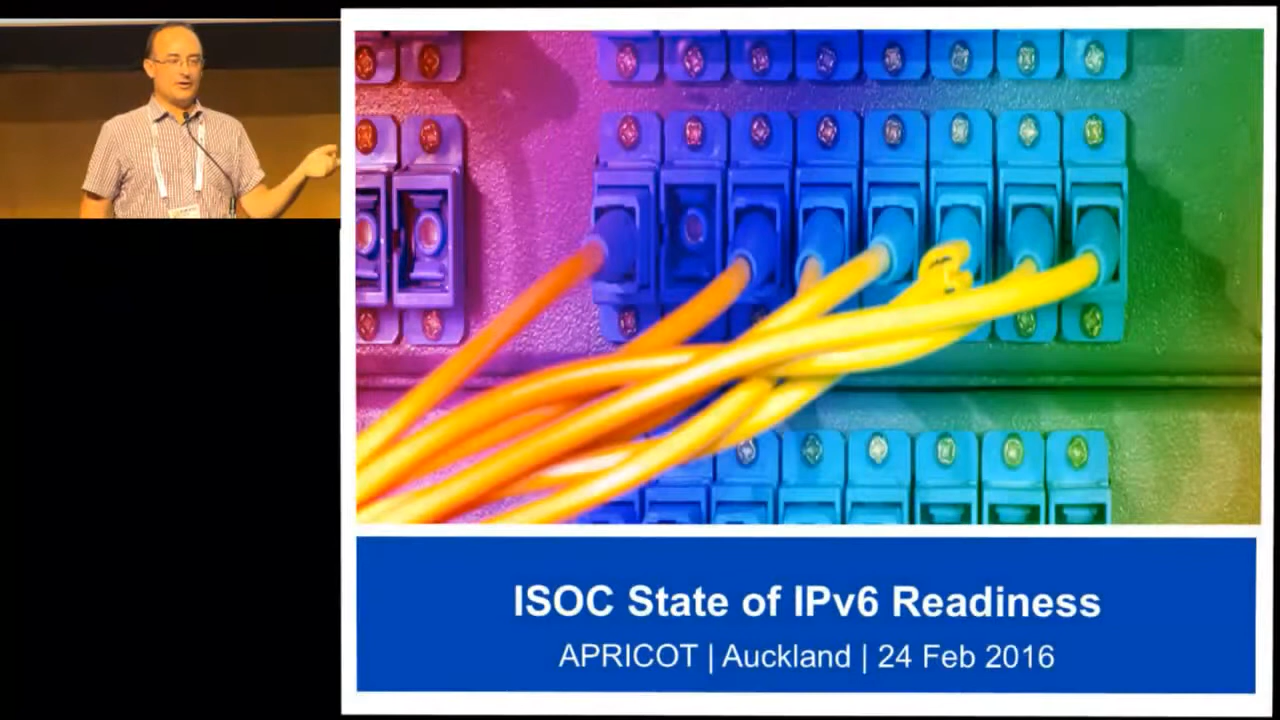 ISOC State of IPv6 Readiness
APRICOT | Auckland | 24 Feb 2016